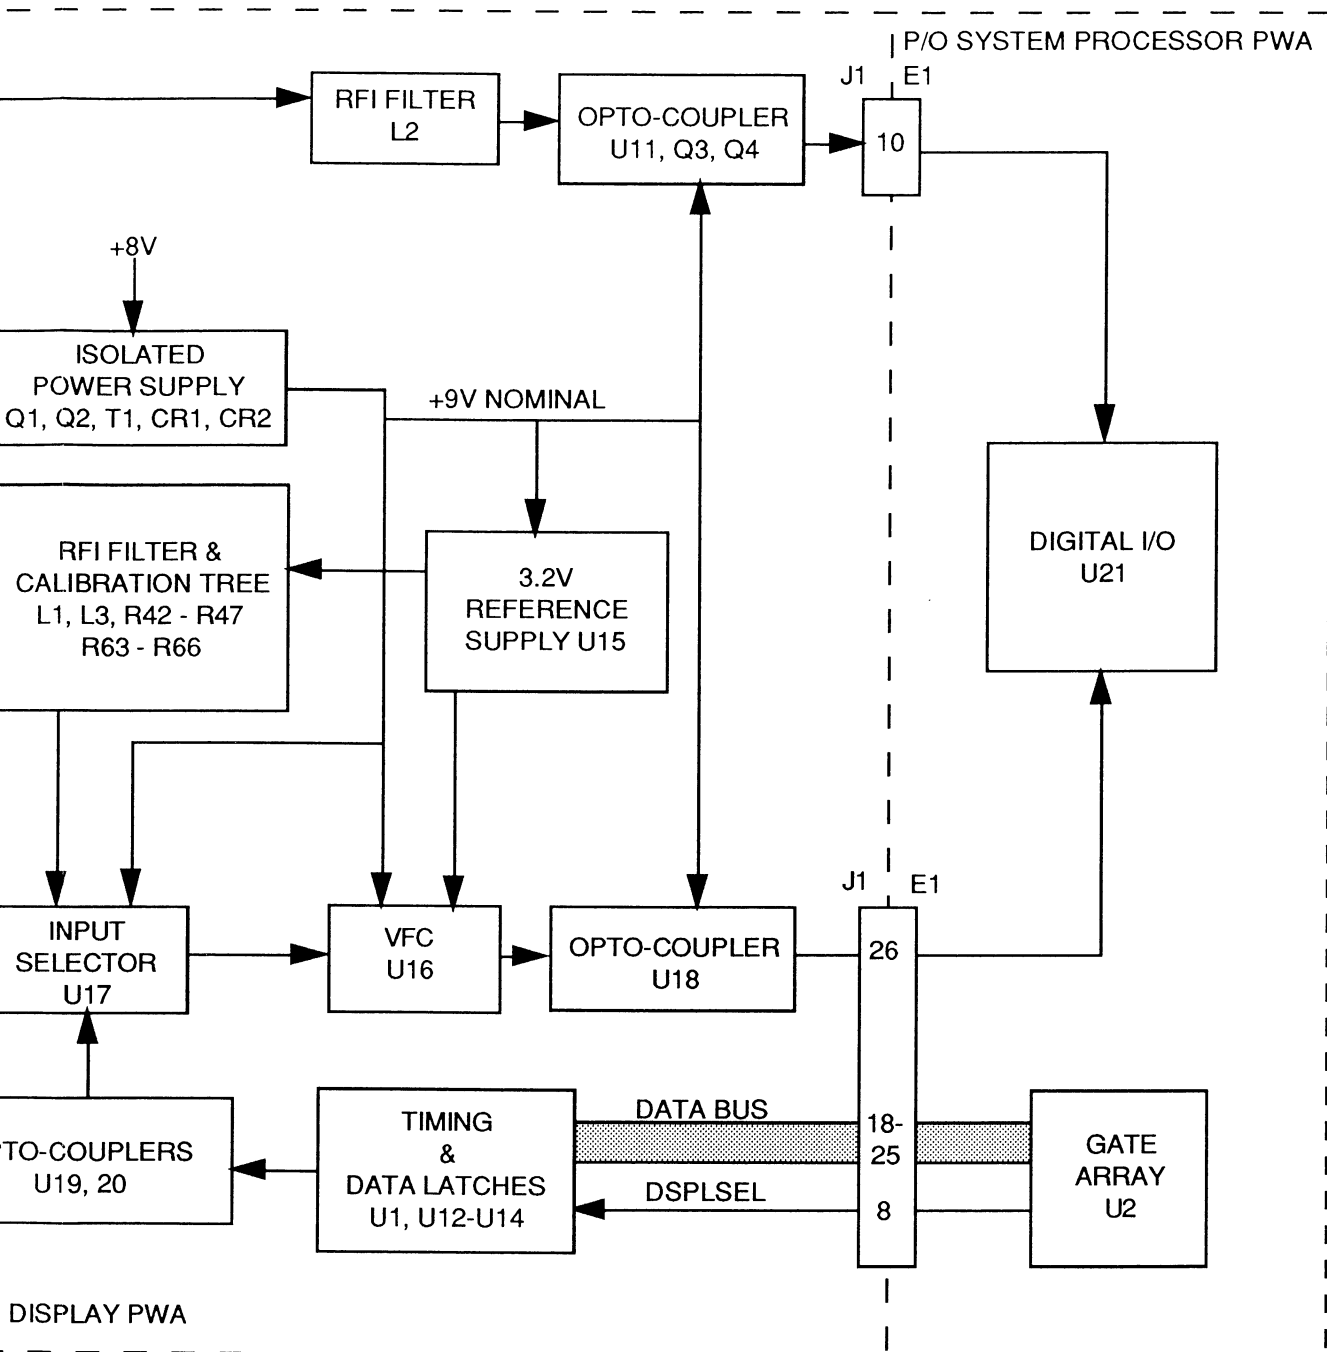 P/O SYSTEM PROCESSOR PWA
J1 E1
RFI FILTER
L2
OPTO-COUPLER
U11, Q3, Q4
10
+8V
ISOLATED
POWER SUPPLY
Q1, Q2, T1, CR1, CR2
+9V NOMINAL
RFI FILTER &
CALIBRATION TREE
L1, L3, R42 - R47
R63 - R66
3.2V
REFERENCE
SUPPLY U15
DIGITAL I/O
U21
J1 E1
INPUT
SELECTOR
U17
VFC
U16
OPTO-COUPLER
U18
26
TO-COUPLERS
U19, 20
TIMING
&
DATA LATCHES
U1, U12-U14
DATA BUS
18-
25
DSPLSEL
8
GATE
ARRAY
U2
DISPLAY PWA